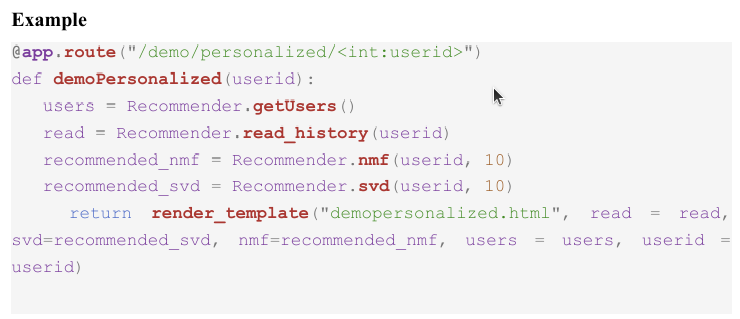 Example
@app.route("/demo/personalized/<int:userid>")
def demoPersonalized(userid):
users = Recommender.getUsers()
read = Recommender.read_history(userid)
recommended_nmf = Recommender.nmf(userid, 10)
recommended_svd = Recommender.svd(userid, 10)
return render_template("demopersonalized.html", read = read,
svd=recommended_svd, nmf=recommended_nmf, users = users, userid =
userid)